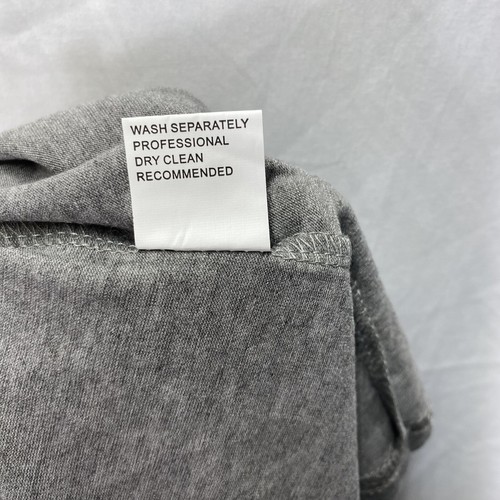 WASH SEPARATELY
PROFESSIONAL
DRY CLEAN
RECOMMENDED